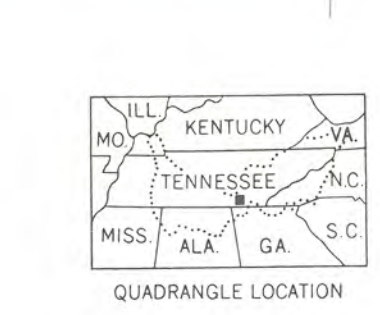 ILL.
KENTUCKY
MO.
VA.
TENNESSEE
N.C.
MISS.
ALA.
GA.
S.C.
QUADRANGLE LOCATION